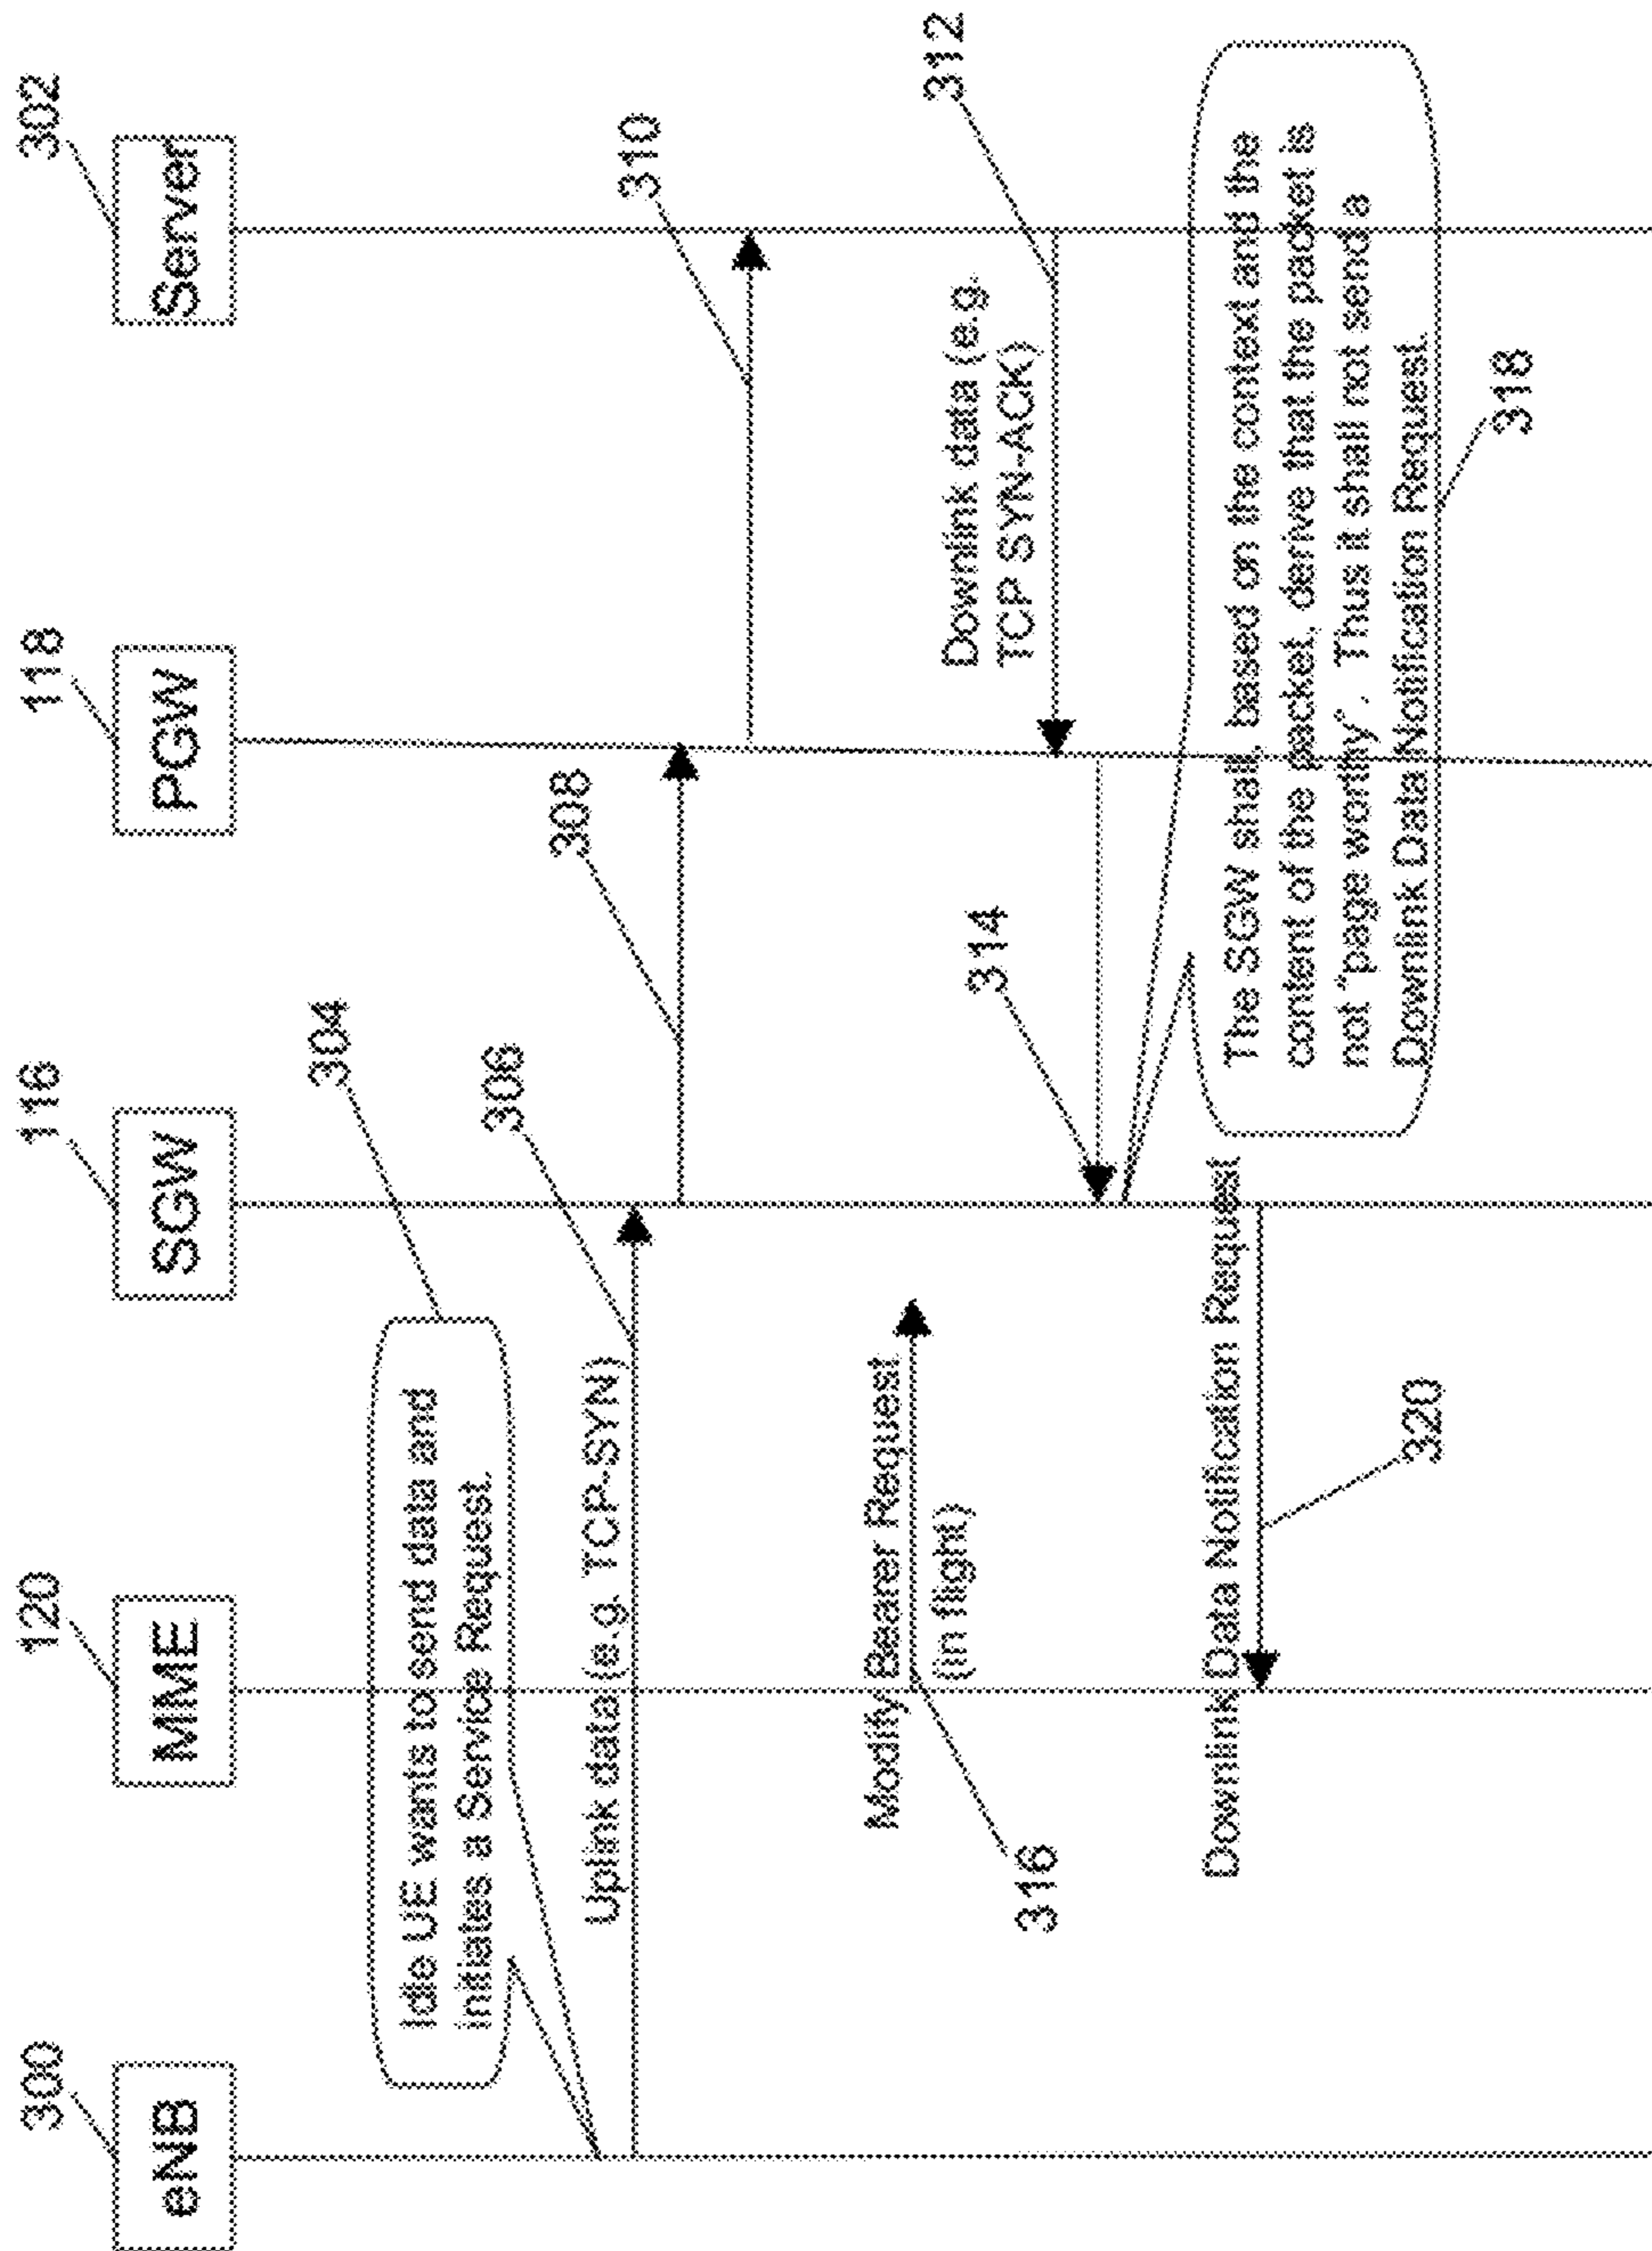 300
120
116
118
302
eNB
MME
SGW
PGW
Server
304
Idle UE wants to send data and
initiates a Service Request.
306
Uplink data (e.g. TCP-SYN)
308
310
Modify Bearer Request
(in flight)
316
Downlink data (e.g.
TCP SYN-ACK)
312
314
The SGW shall, based on the context and the
content of the packet, derive that the packet is
not "page worthy". Thus it shall not send a
Downlink Data Notification Request.
318
Downlink Data Notification Request
320